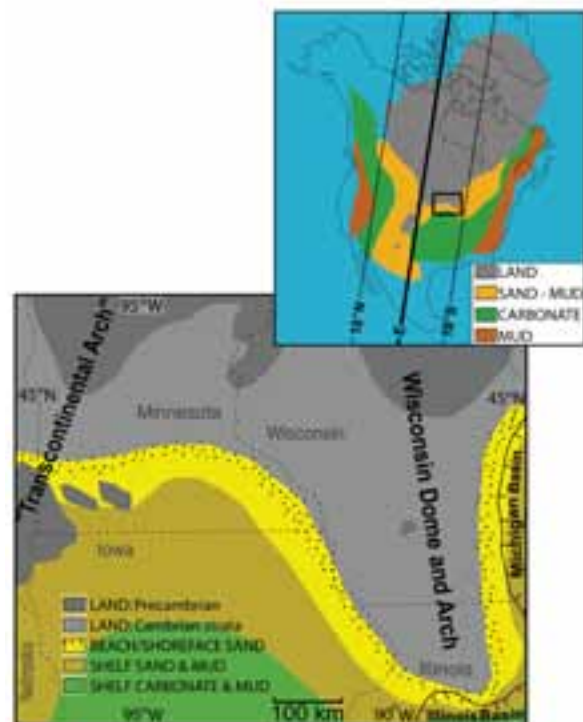 LAND
SAND - MUD
CARBONATE
MUD
95°W
45°N
45°N
"Transcontinental Arch"
Minnesota
Wisconsin
Wisconsin Dome and Arch
Michigan Basin
Iowa
LAND: Precambrian
LAND: Cambrian strata
BEACH/SHOREFACE SAND
SHELF SAND & MUD
SHELF CARBONATE & MUD
Illinois
95°W
100 km
90°W
Illinois Basin